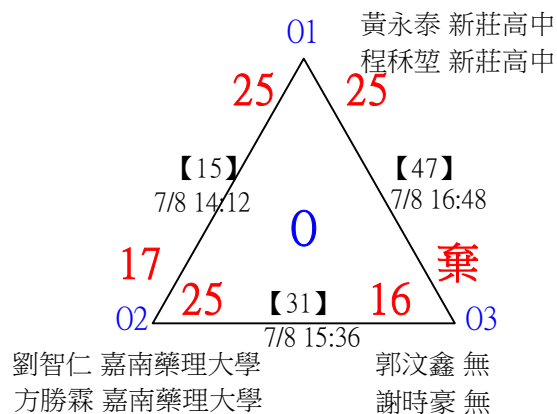 01
黃永泰 新莊高中
程秝堃 新莊高中
25
25
【15】
7/8 14:12
【47】
7/8 16:48
0
17
棄
25
【31】
16
02
03
7/8 15:36
劉智仁 嘉南藥理大學
郭汶鑫 無
方勝霖 嘉南藥理大學
謝時豪 無